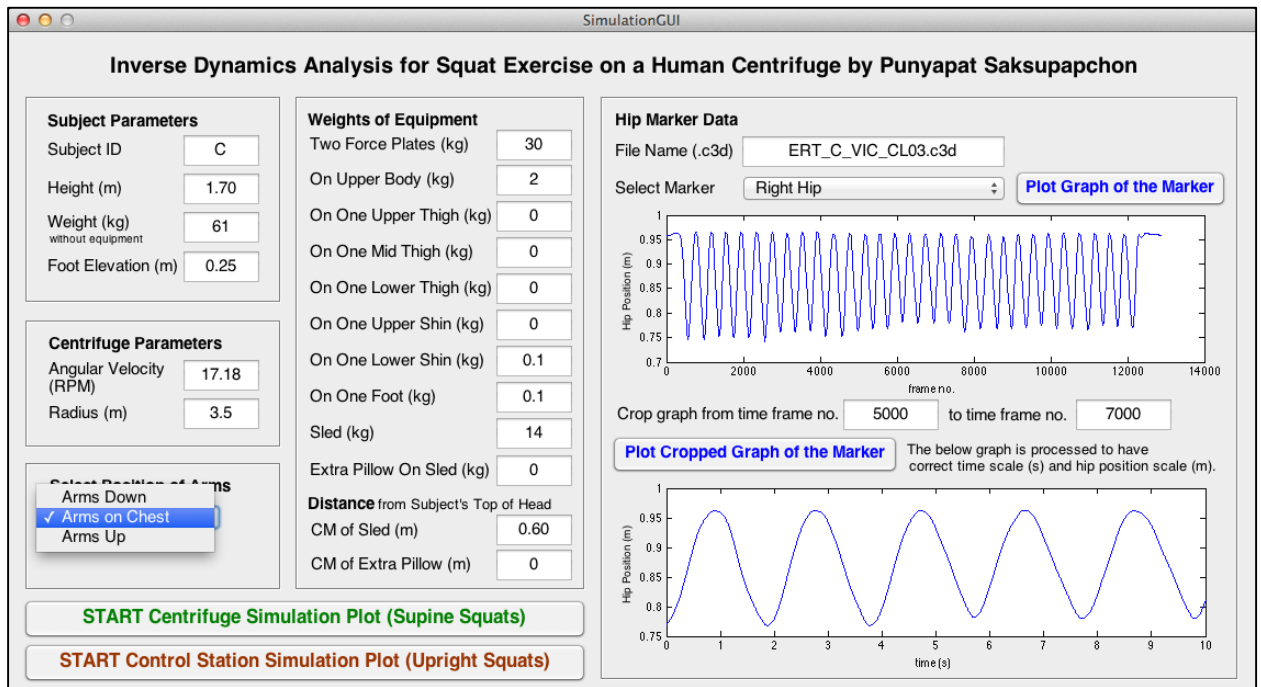 SimulationGUI
Inverse Dynamics Analysis for Squat Exercise on a Human Centrifuge by Punyapat Saksupapchon
Subject Parameters
Subject ID C
Height (m) 1.70
Weight (kg) 61
without equipment
Foot Elevation (m) 0.25
Centrifuge Parameters
Angular Velocity
(RPM) 17.18
Radius (m) 3.5
Select Position of Arms
Arms Down
✓ Arms on Chest
Arms Up
Weights of Equipment
Two Force Plates (kg) 30
On Upper Body (kg) 2
On One Upper Thigh (kg) 0
On One Mid Thigh (kg) 0
On One Lower Thigh (kg) 0
On One Upper Shin (kg) 0
On One Lower Shin (kg) 0.1
On One Foot (kg) 0.1
Sled (kg) 14
Extra Pillow On Sled (kg) 0
Distance from Subject's Top of Head
CM of Sled (m) 0.60
CM of Extra Pillow (m) 0
START Centrifuge Simulation Plot (Supine Squats)
START Control Station Simulation Plot (Upright Squats)
Hip Marker Data
File Name (.c3d) ERT_C_VIC_CL03.c3d
Select Marker Right Hip Plot Graph of the Marker
Hip Position (m)
1
0.95
0.9
0.85
0.8
0.75
0.7
0 2000 4000 6000 8000 10000 12000 14000
frame no.
Crop graph from time frame no. 5000 to time frame no. 7000
Plot Cropped Graph of the Marker
The below graph is processed to have
correct time scale (s) and hip position scale (m).
Hip Position (m)
1
0.95
0.9
0.85
0.8
0.75
0 1 2 3 4 5 6 7 8 9 10
time (s)